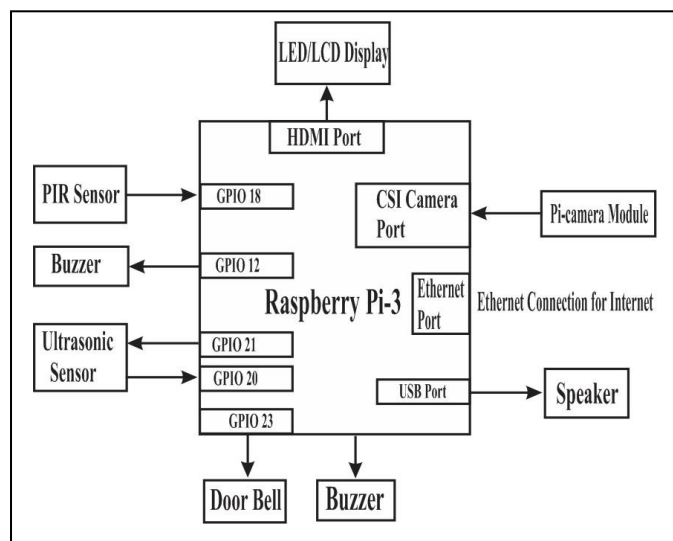 LED/LCD Display
HDMI Port
PIR Sensor
GPIO 18
CSI Camera
Port
Pi-camera Module
Buzzer
GPIO 12
Raspberry Pi-3
Ethernet
Port
Ethernet Connection for Internet
Ultrasonic
Sensor
GPIO 21
GPIO 20
USB Port
Speaker
GPIO 23
Door Bell
Buzzer